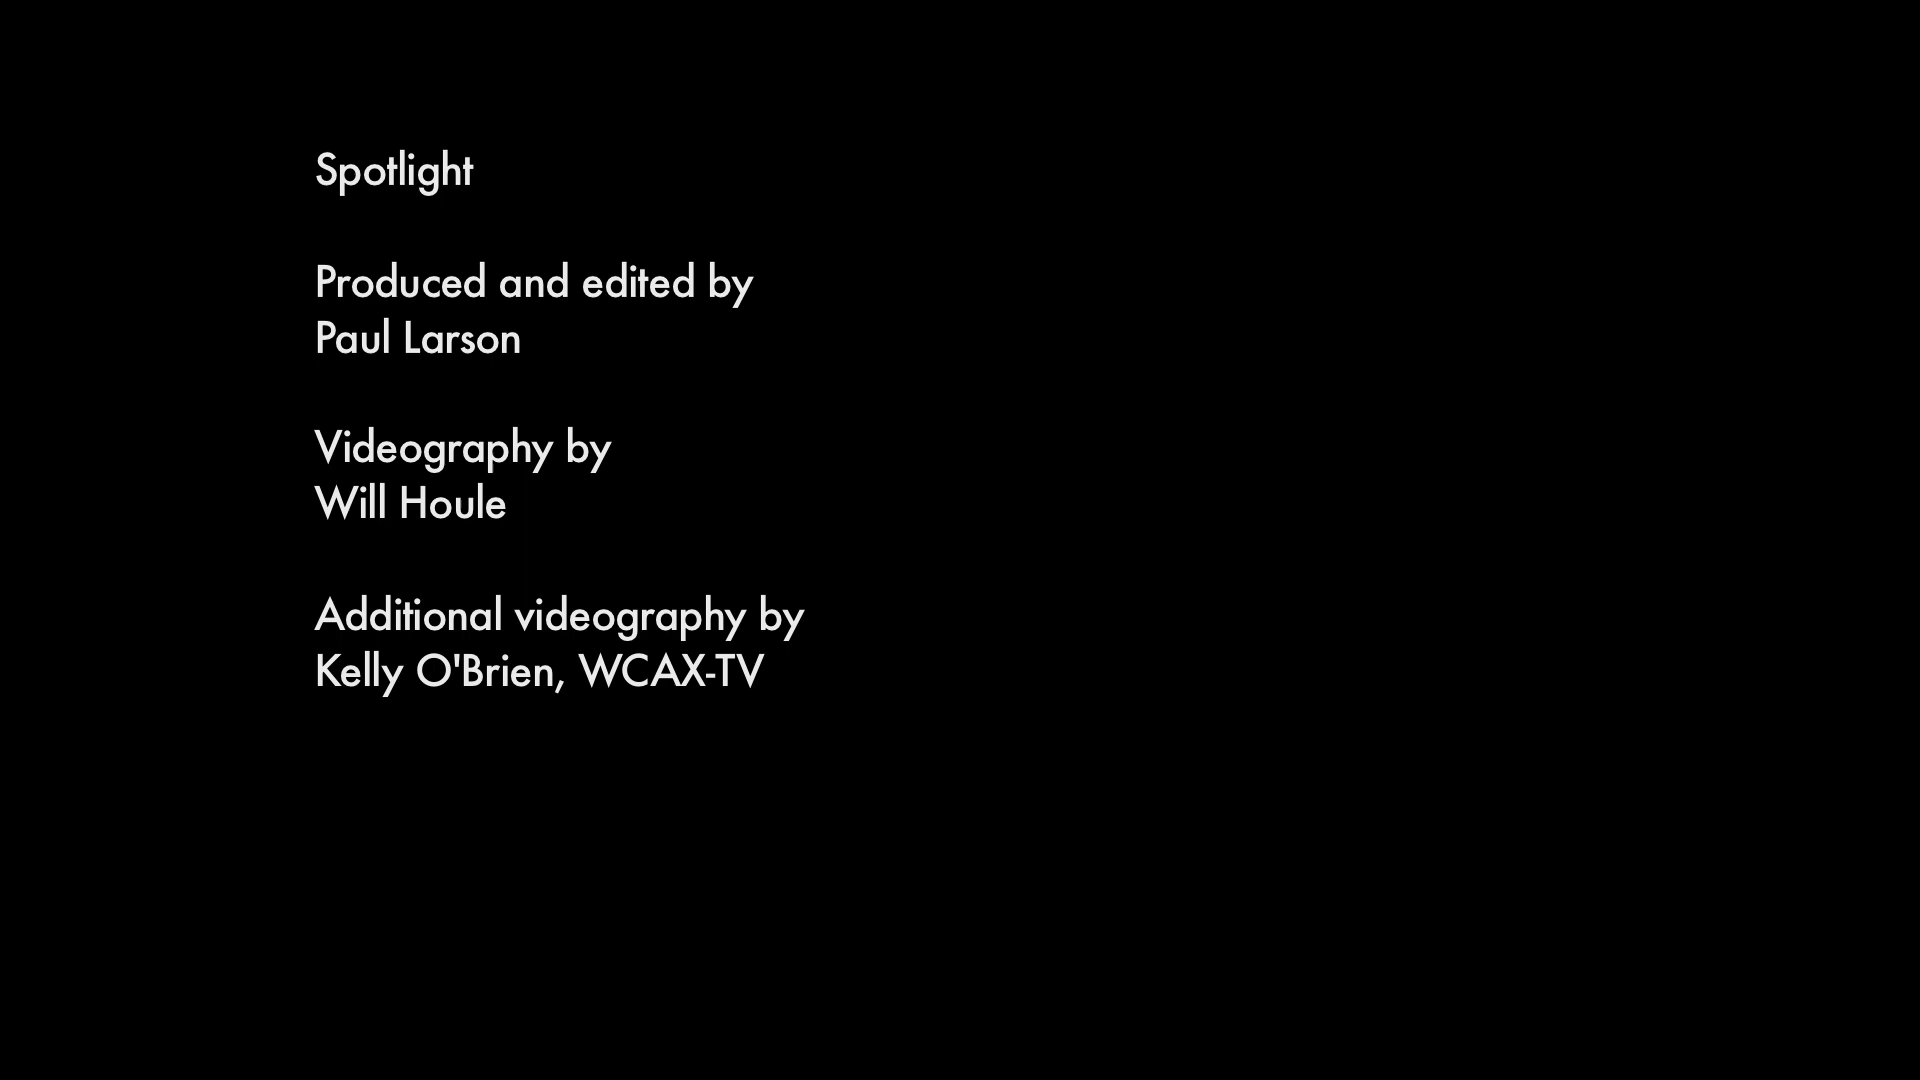 Spotlight
Produced and edited by
Paul Larson
Videography by
Will Houle
Additional videography by
Kelly O'Brien, WCAX-TV